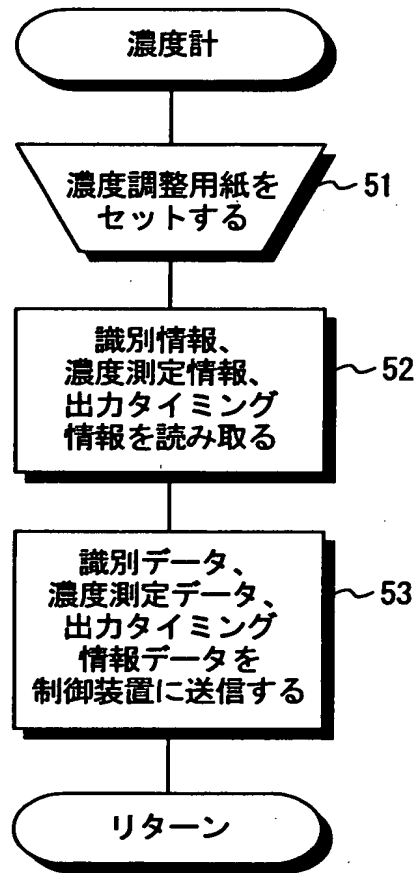 濃度計
濃度調整用紙を
セットする
51
識別情報、
濃度測定情報、
出力タイミング
情報を読み取る
52
識別データ、
濃度測定データ、
出力タイミング
情報データを
制御装置に送信する
53
リターン